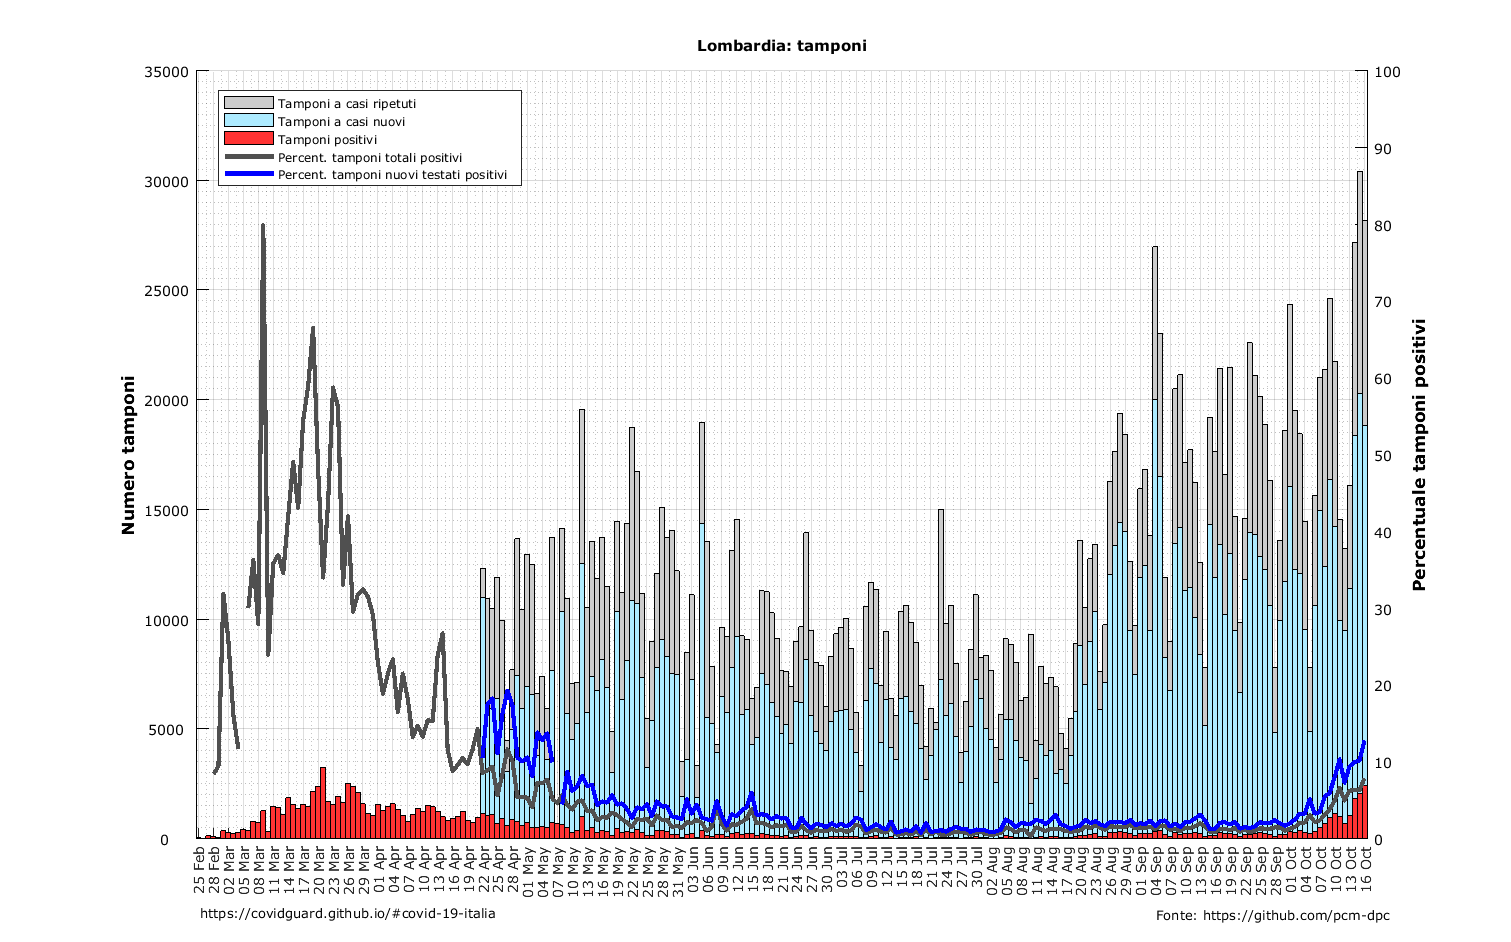 Lombardia: tamponi
35000
30000
25000
20000
15000
10000
5000
0
Numero tamponi
Tamponi a casi ripetuti
Tamponi a casi nuovi
Tamponi positivi
Percent. tamponi totali positivi
Percent. tamponi nuovi testati positivi
100
90
80
70
60
50
40
30
20
10
0
Percentuale tamponi positivi
25 Feb
28 Feb
02 Mar
05 Mar
08 Mar
11 Mar
14 Mar
17 Mar
20 Mar
23 Mar
26 Mar
29 Mar
01 Apr
04 Apr
07 Apr
10 Apr
13 Apr
16 Apr
19 Apr
22 Apr
25 Apr
28 Apr
01 May
04 May
07 May
10 May
13 May
16 May
19 May
22 May
25 May
28 May
31 May
03 Jun
06 Jun
09 Jun
12 Jun
15 Jun
18 Jun
21 Jun
24 Jun
27 Jun
30 Jun
03 Jul
06 Jul
09 Jul
12 Jul
15 Jul
18 Jul
21 Jul
24 Jul
27 Jul
30 Jul
02 Aug
05 Aug
08 Aug
11 Aug
14 Aug
17 Aug
20 Aug
23 Aug
26 Aug
29 Aug
01 Sep
04 Sep
07 Sep
10 Sep
13 Sep
16 Sep
19 Sep
22 Sep
25 Sep
28 Sep
01 Oct
04 Oct
07 Oct
10 Oct
13 Oct
16 Oct
https://covidguard.github.io/#covid-19-italia
Fonte: https://github.com/pcm-dpc